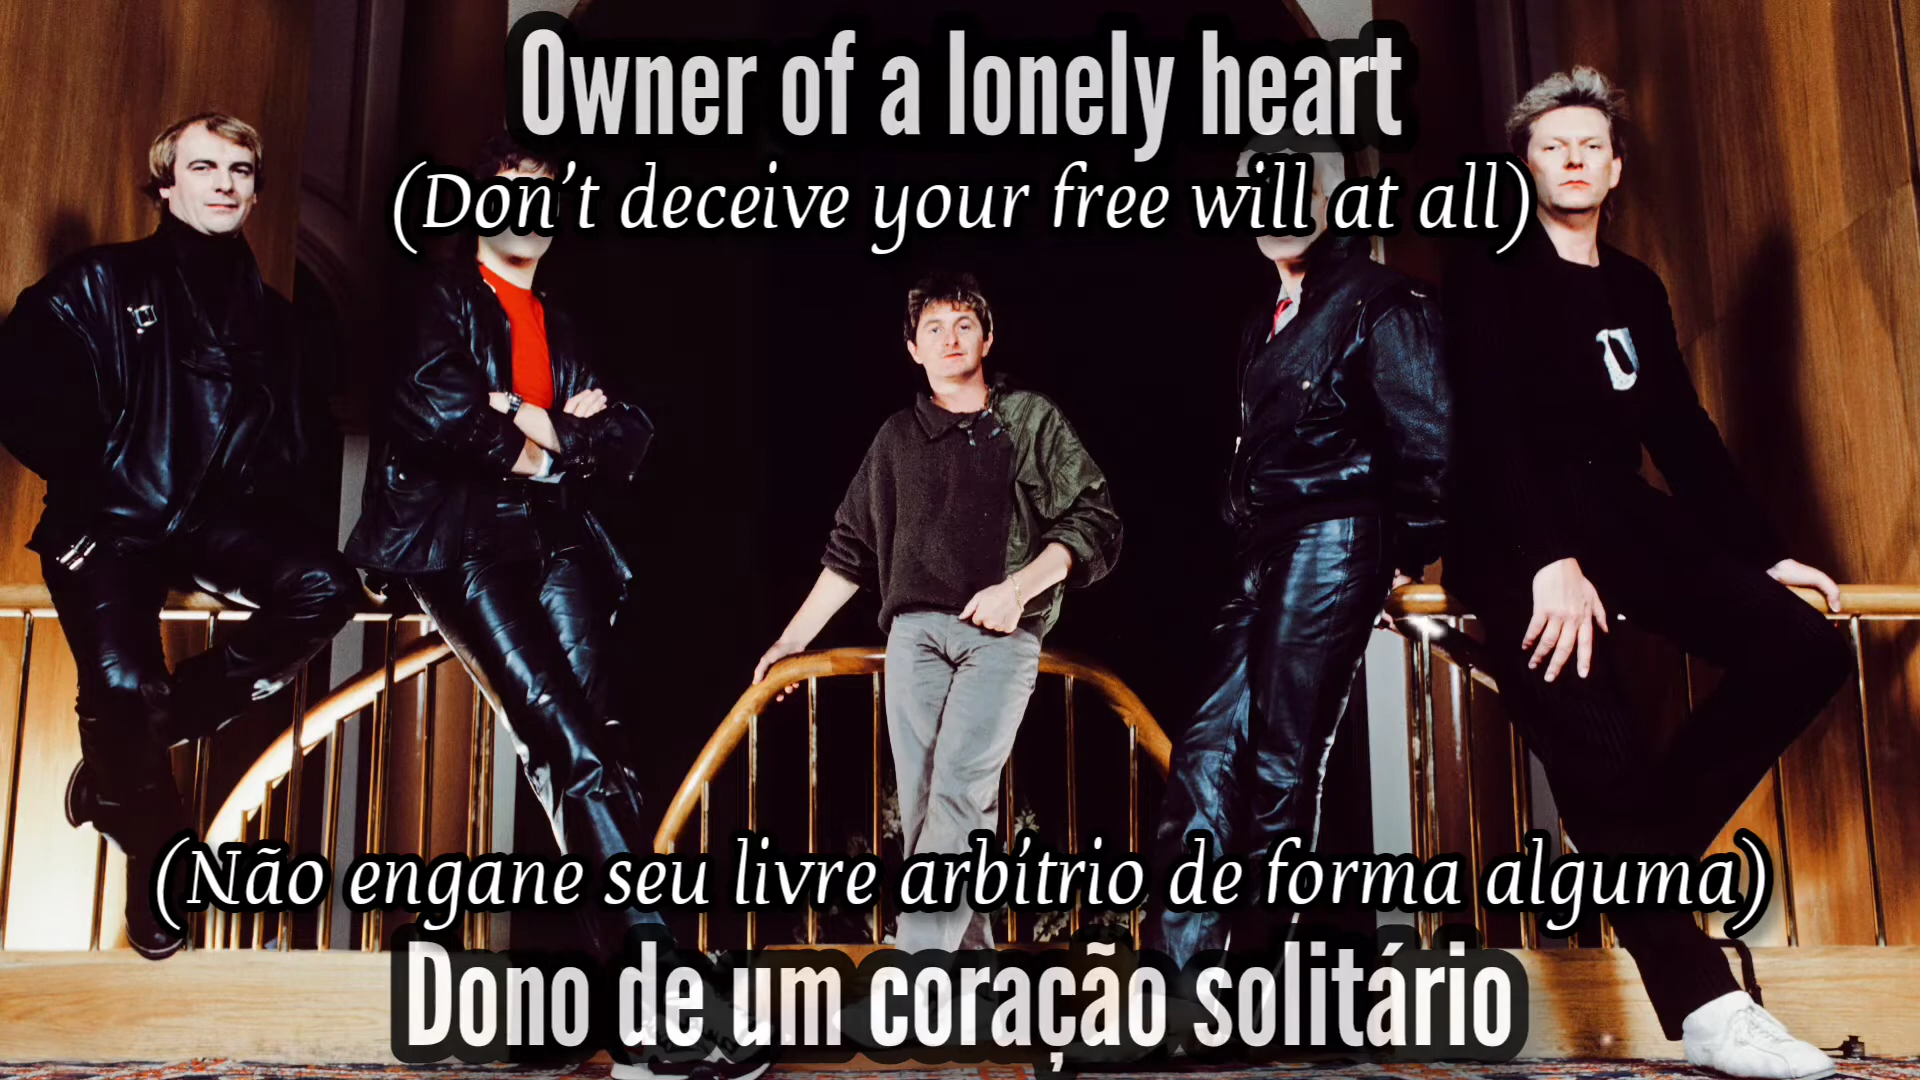 Owner of a lonely heart
(Don't deceive your free will at all)
(Não engane seu livre arbítrio de forma alguma)
Dono de um coração solitário